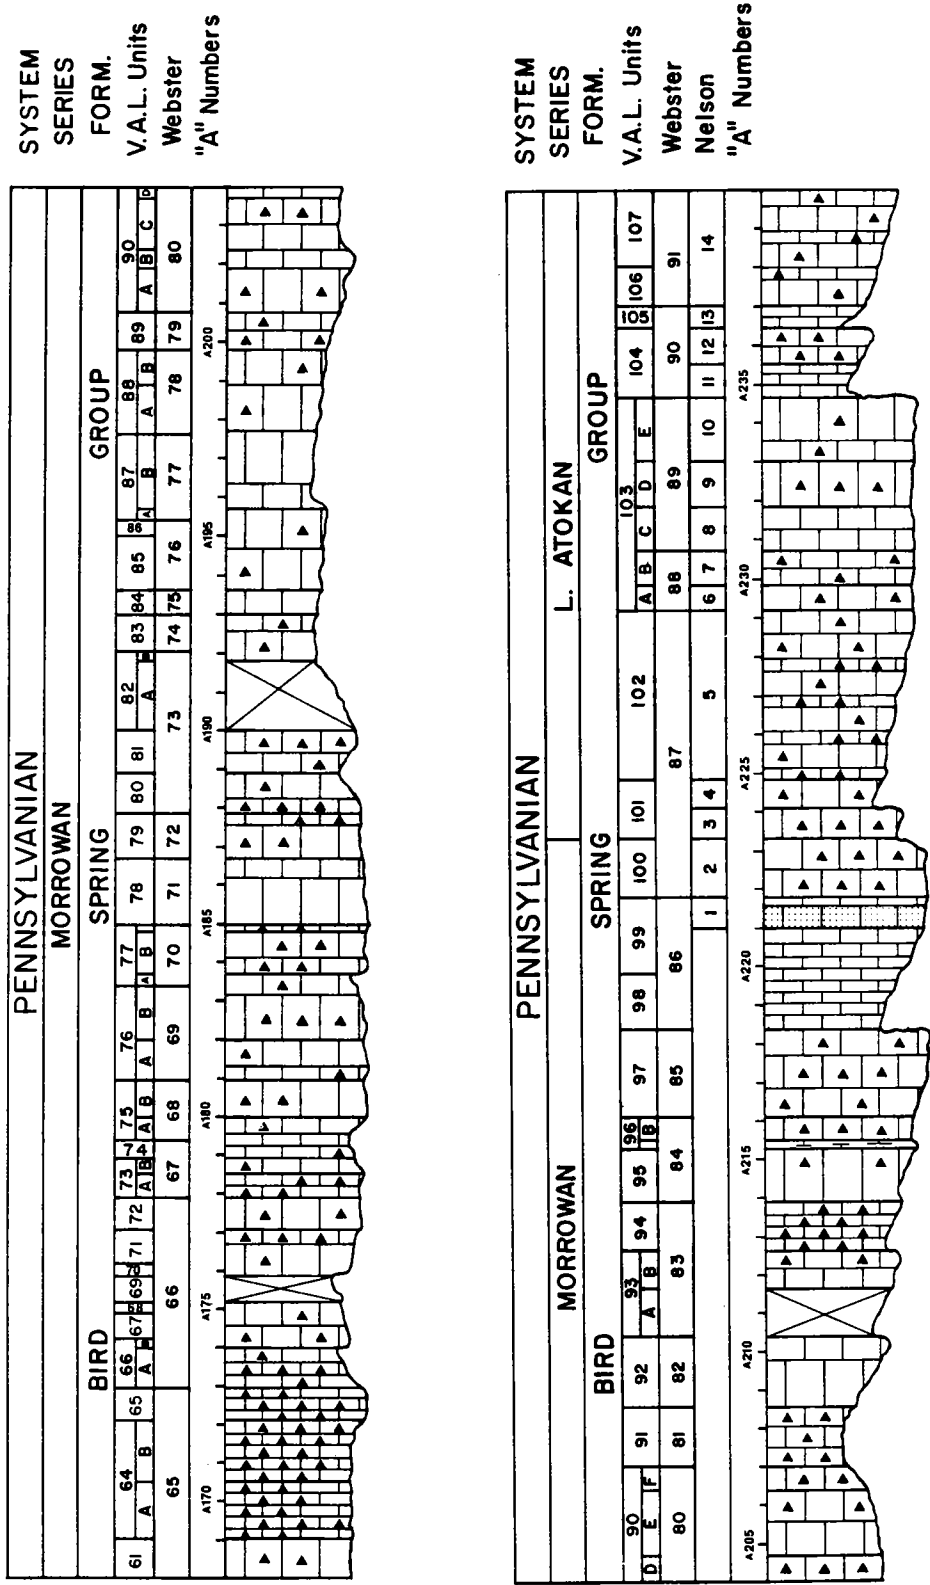 SYSTEM
PENNSYLVANIAN
SERIES
MORROWAN
FORM.
BIRD SPRING GROUP
V.A.L. Units
61 64 65 66 67 68 69 70 71 72 73 74 75 76 77 78 79 80 81 82 83 84 85 86 87 88 89 90
A B A A B A B A B A B A A B A B A B C D
Webster
65 66 67 68 69 70 71 72 73 74 75 76 77 78 79 80
"A" Numbers
A170 A175 A180 A185 A190 A195 A200
SYSTEM
PENNSYLVANIAN
SERIES
MORROWAN L. ATOKAN
FORM.
BIRD SPRING GROUP
V.A.L. Units
90 91 92 93 94 95 96 97 98 99 100 101 102 103 104 105 106 107
D E F A B B A B C D E
Webster
80 81 82 83 84 85 86 87 88 89 90 91
Nelson
1 2 3 4 5 6 7 8 9 10 11 12 13 14
"A" Numbers
A205 A210 A215 A220 A225 A230 A235